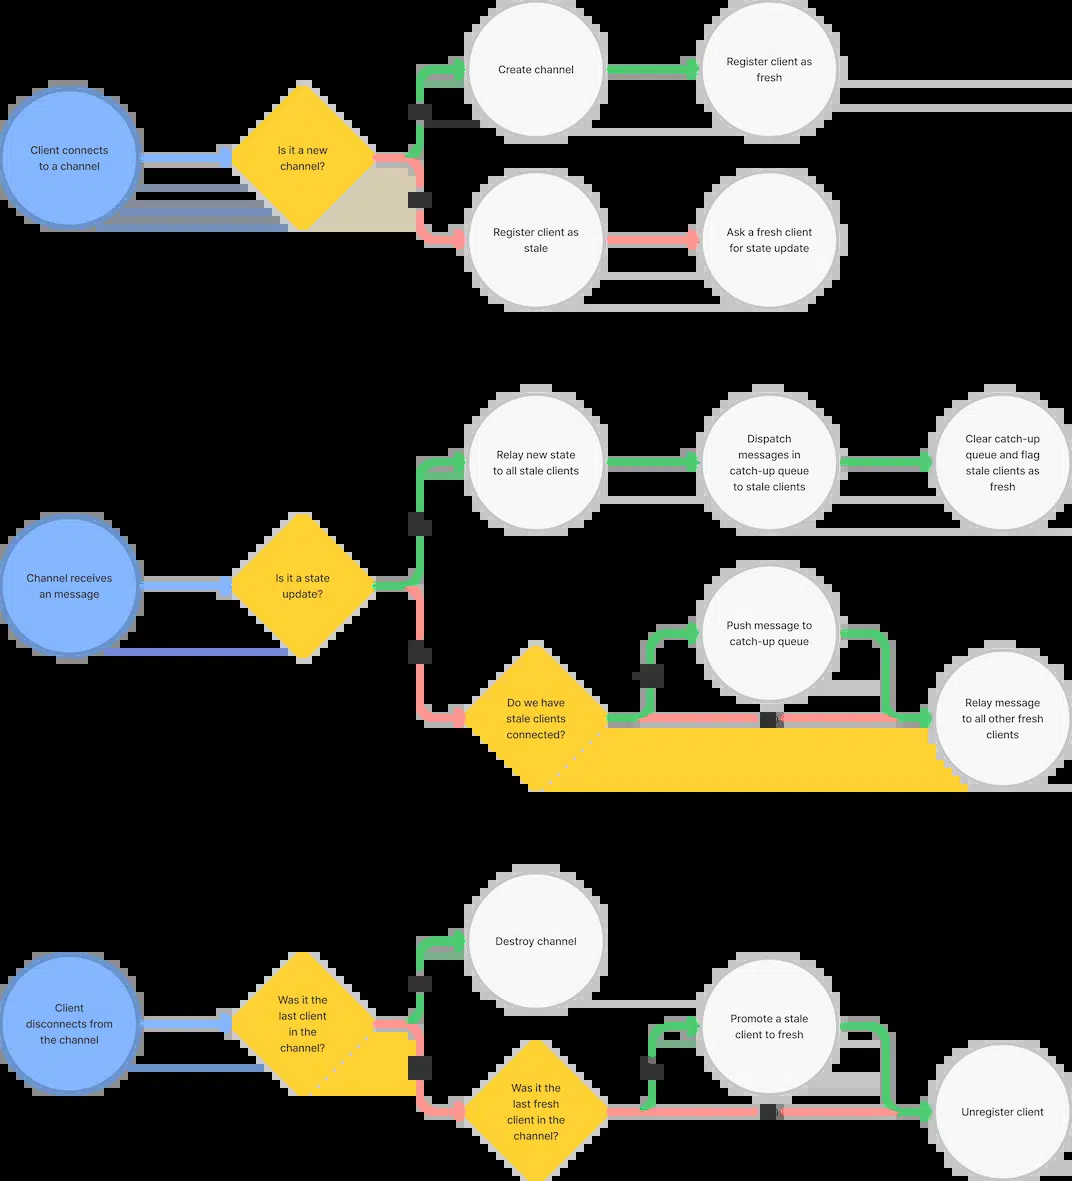 Client connects
to a channel
Is it a new
channel?
Create channel
Register client as
fresh
Register client as
stale
Ask a fresh client
for state update
Channel receives
an message
Is it a state
update?
Relay new state
to all stale clients
Dispatch
messages in
catch-up queue
to stale clients
Clear catch-up
queue and flag
stale clients as
fresh
Do we have
stale clients
connected?
Push message to
catch-up queue
Relay message
to all other fresh
clients
Client
disconnects from
the channel
Was it the
last client
in the
channel?
Destroy channel
Was it the
last fresh
client in the
channel?
Promote a stale
client to fresh
Unregister client